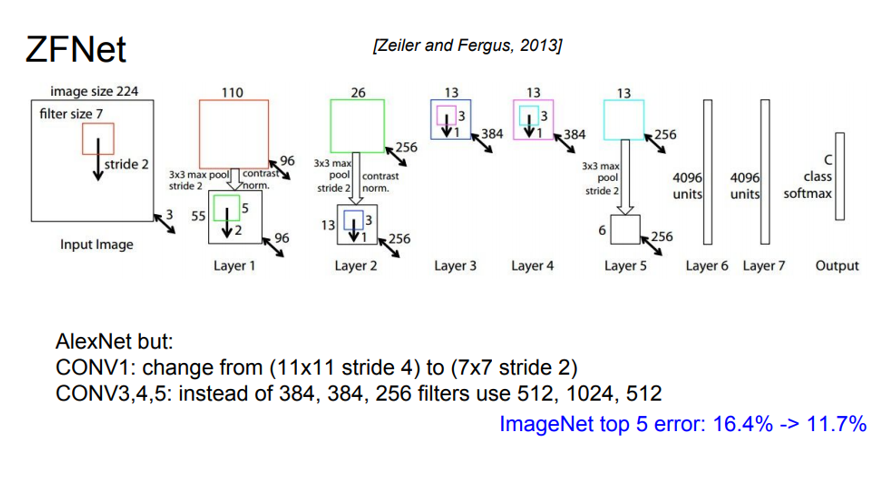 ZFNet
[Zeiler and Fergus, 2013]
image size 224
filter size 7
stride 2
3
Input Image
110
96
3x3 max pool
stride 2
contrast
norm.
55
5
2
96
Layer 1
26
256
3x3 max
pool
stride 2
contrast
norm.
13
3
1
256
Layer 2
13
3
1
384
Layer 3
13
3
1
384
Layer 4
13
256
3x3 max
pool
stride 2
6
256
Layer 5
4096
units
Layer 6
4096
units
Layer 7
C
class
softmax
Output
AlexNet but:
CONV1: change from (11x11 stride 4) to (7x7 stride 2)
CONV3,4,5: instead of 384, 384, 256 filters use 512, 1024, 512
ImageNet top 5 error: 16.4% -> 11.7%